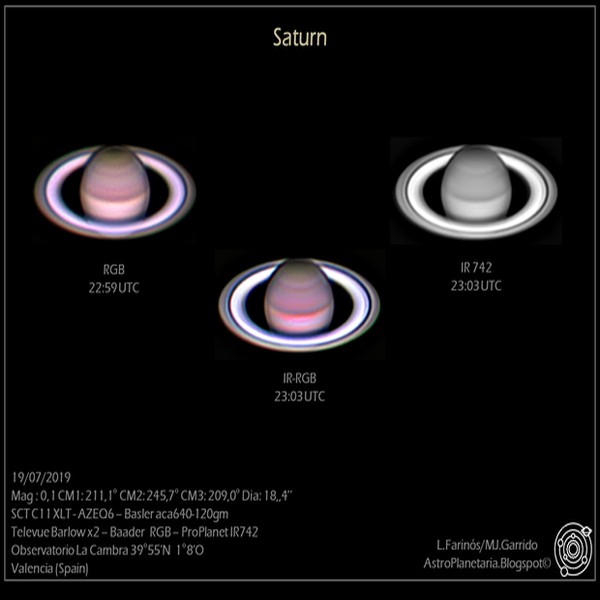 Saturn
RGB
22:59 UTC
IR 742
23:03 UTC
IR-RGB
23:03 UTC
19/07/2019
Mag : 0,1 CM1: 211,1° CM2: 245,7° CM3: 209,0° Dia: 18,,4’’
SCT C11 XLT - AZEQ6 – Basler aca640-120gm
Televue Barlow x2 – Baader RGB – ProPlanet IR742
Observatorio La Cambra 39°55'N 1°8'O
Valencia (Spain)
L.Farinós/MJ.Garrido
AstroPlanetaria.Blogspot©